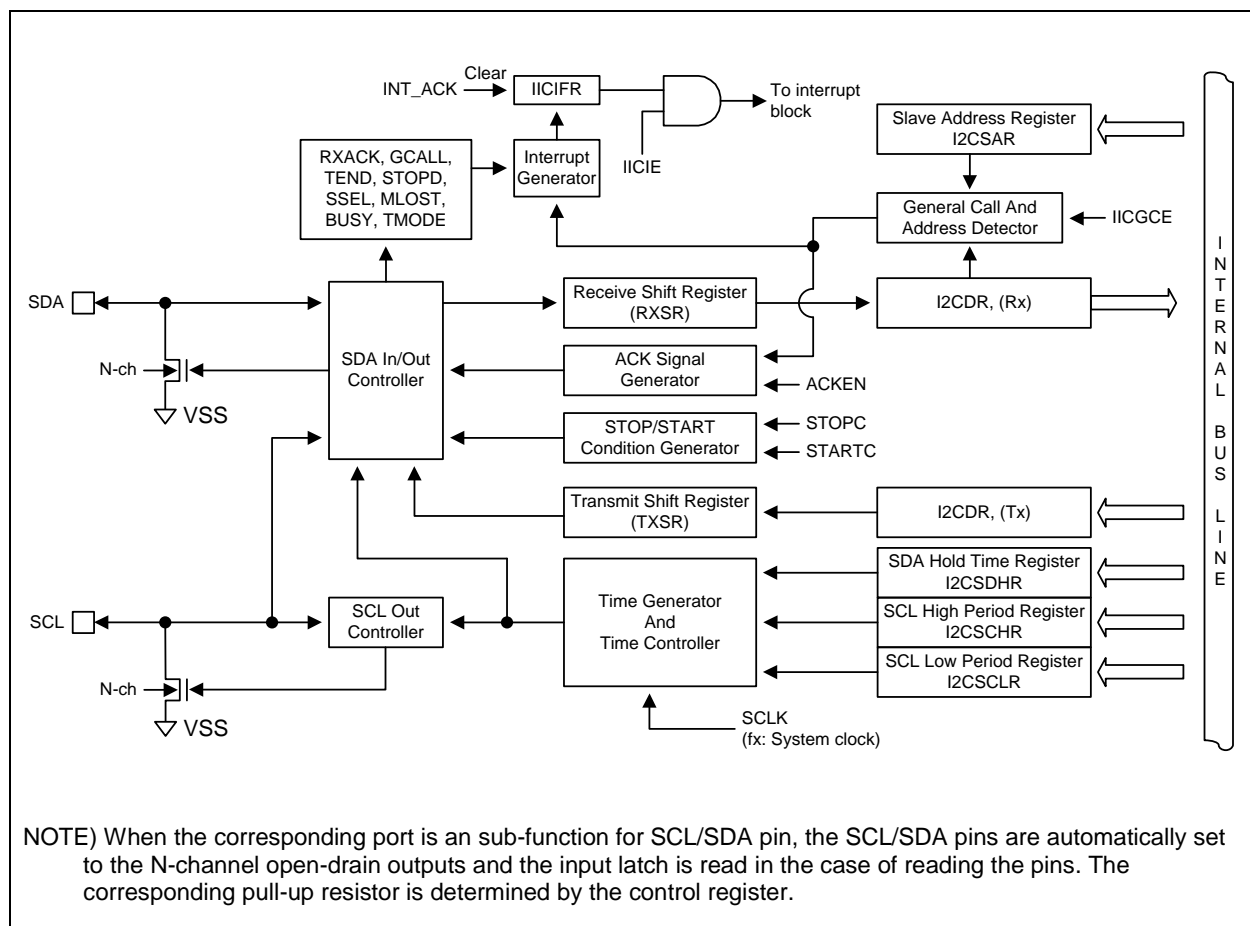 Clear
INT_ACK
IICIFR
To interrupt
block
IICIE
RXACK, GCALL,
TEND, STOPD,
SSEL, MLOST,
BUSY, TMODE
Interrupt
Generator
Slave Address Register
I2CSAR
General Call And
Address Detector
IICGCE
SDA
N-ch
VSS
SDA In/Out
Controller
Receive Shift Register
(RXSR)
I2CDR, (Rx)
ACK Signal
Generator
ACKEN
STOP/START
Condition Generator
STOPC
STARTC
Transmit Shift Register
(TXSR)
I2CDR, (Tx)
SCL
N-ch
VSS
SCL Out
Controller
Time Generator
And
Time Controller
SDA Hold Time Register
I2CSDHR
SCL High Period Register
I2CSCHR
SCL Low Period Register
I2CSCLR
SCLK
(fx: System clock)
INTERNAL BUS LINE
NOTE) When the corresponding port is an sub-function for SCL/SDA pin, the SCL/SDA pins are automatically set
to the N-channel open-drain outputs and the input latch is read in the case of reading the pins. The
corresponding pull-up resistor is determined by the control register.